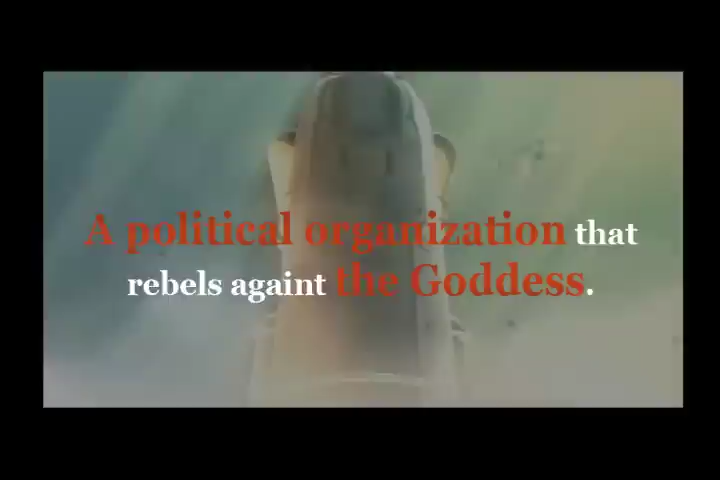 A political organization that
rebels againt the Goddess.